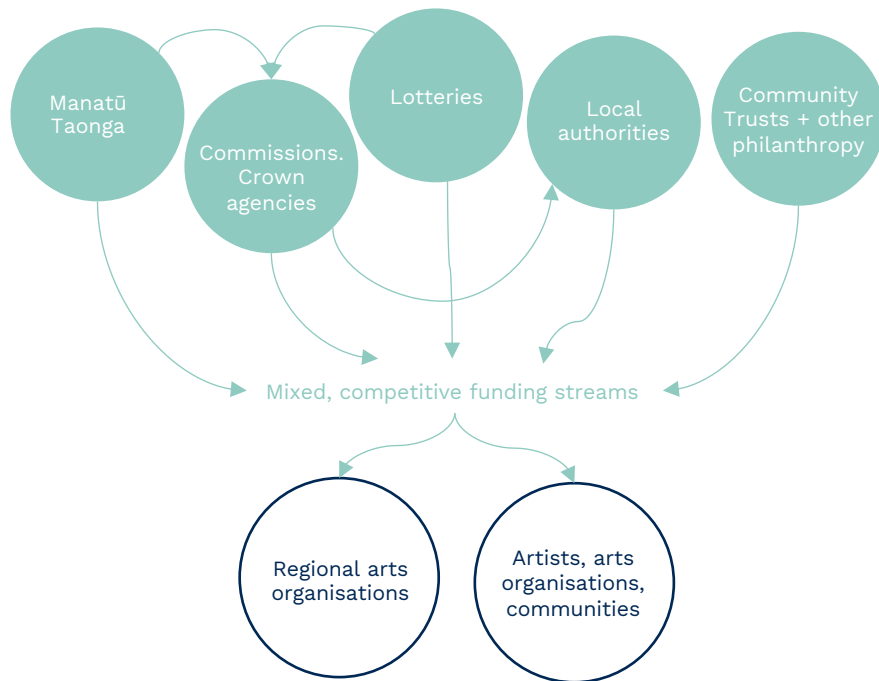 Manatū
Taonga
Commissions.
Crown
agencies
Lotteries
Local
authorities
Community
Trusts + other
philanthropy
Mixed, competitive funding streams
Regional arts
organisations
Artists, arts
organisations,
communities